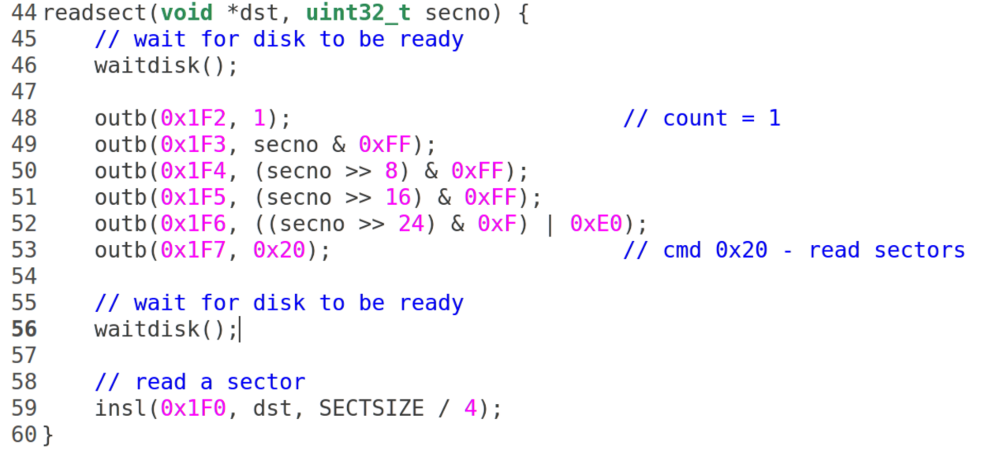 44 readsect(void *dst, uint32_t secno) {
45     // wait for disk to be ready
46     waitdisk();
47
48     outb(0x1F2, 1);                         // count = 1
49     outb(0x1F3, secno & 0xFF);
50     outb(0x1F4, (secno >> 8) & 0xFF);
51     outb(0x1F5, (secno >> 16) & 0xFF);
52     outb(0x1F6, ((secno >> 24) & 0xF) | 0xE0);
53     outb(0x1F7, 0x20);                      // cmd 0x20 - read sectors
54
55     // wait for disk to be ready
56     waitdisk();
57
58     // read a sector
59     insl(0x1F0, dst, SECTSIZE / 4);
60 }